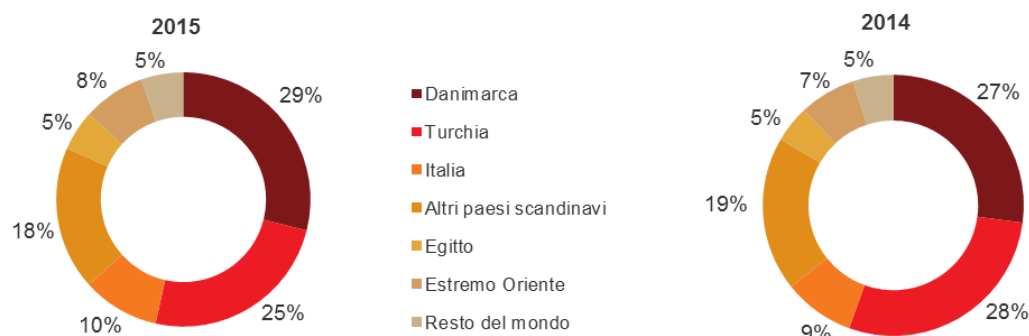 2015
5%
8%
29%
5%
18%
10%
25%
Danimarca
Turchia
Italia
Altri paesi scandinavi
Egitto
Estremo Oriente
Resto del mondo
2014
5%
7%
27%
5%
19%
9%
28%